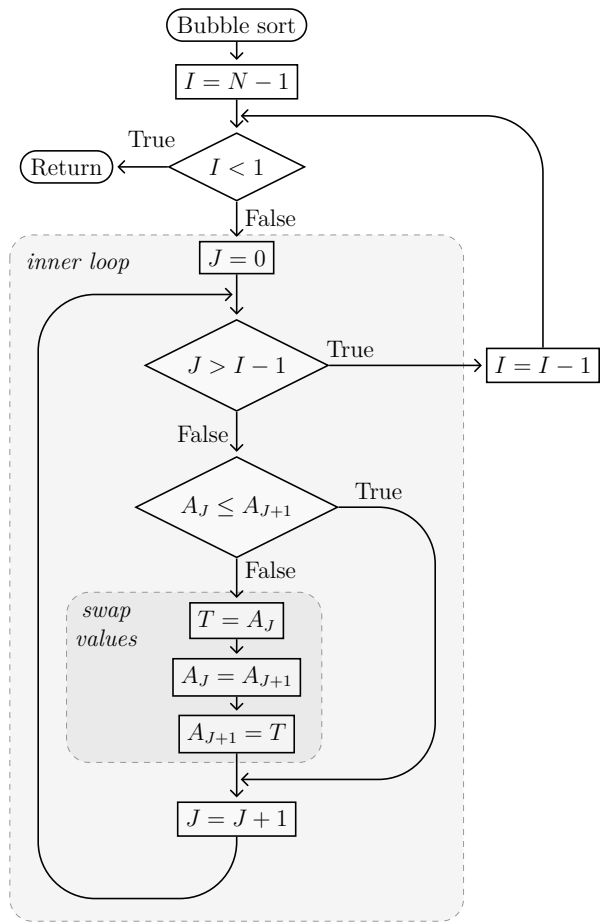 Bubble sort
I = N − 1
True
Return
I < 1
False
inner loop
J = 0
J > I − 1
True
I = I − 1
False
A_J ≤ A_{J+1}
True
False
swap
values
T = A_J
A_J = A_{J+1}
A_{J+1} = T
J = J + 1